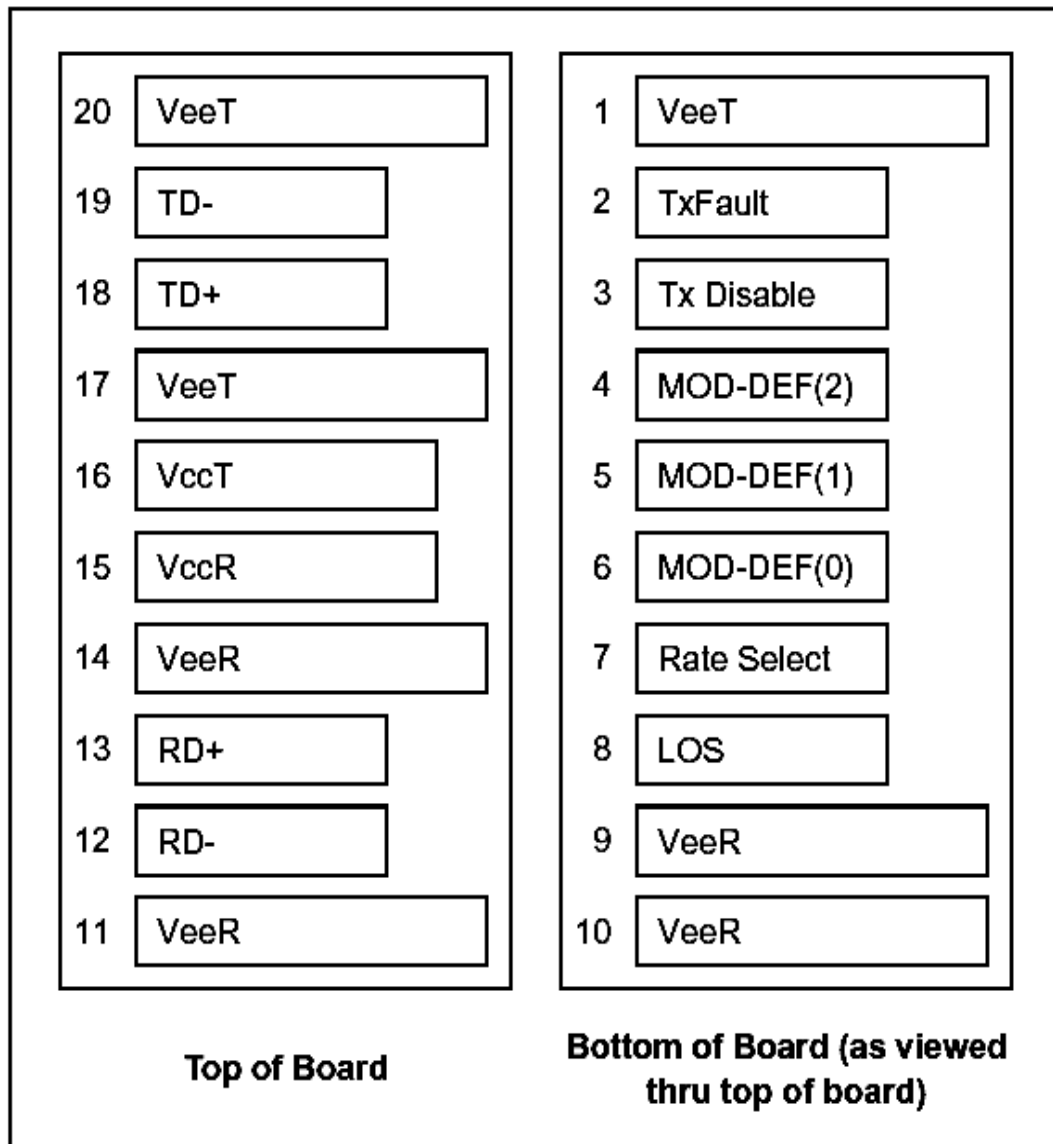 20 VeeT
19 TD-
18 TD+
17 VeeT
16 VccT
15 VccR
14 VeeR
13 RD+
12 RD-
11 VeeR
Top of Board
1 VeeT
2 TxFault
3 Tx Disable
4 MOD-DEF(2)
5 MOD-DEF(1)
6 MOD-DEF(0)
7 Rate Select
8 LOS
9 VeeR
10 VeeR
Bottom of Board (as viewed
thru top of board)